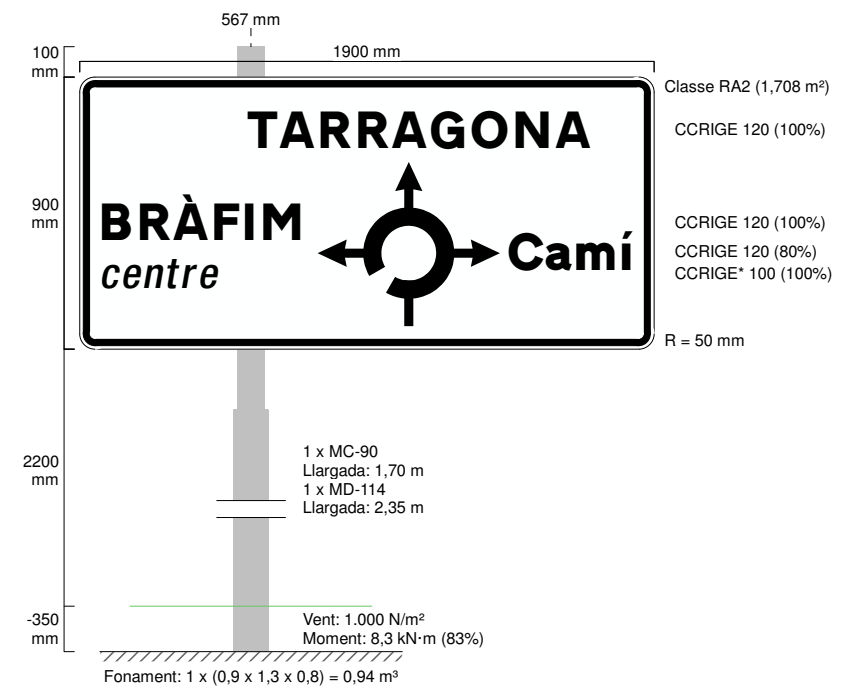 567 mm
100
mm
1900 mm
Classe RA2 (1,708 m²)
TARRAGONA
CCRIGE 120 (100%)
900
mm
BRÀFIM
CCRIGE 120 (100%)
Camí
CCRIGE 120 (80%)
centre
CCRIGE* 100 (100%)
R = 50 mm
2200
mm
1 x MC-90
Llargada: 1,70 m
1 x MD-114
Llargada: 2,35 m
-350
mm
Vent: 1.000 N/m²
Moment: 8,3 kN·m (83%)
Fonament: 1 x (0,9 x 1,3 x 0,8) = 0,94 m³